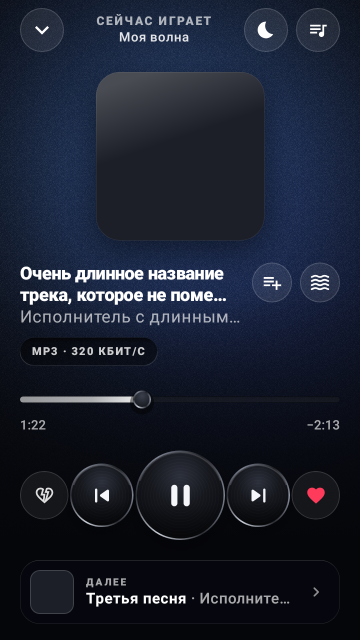 СЕЙЧАС ИГРАЕТ
Моя волна
Очень длинное название
трека, которое не поме…
Исполнитель с длинным…
MP3 · 320 КБИТ/С
1:22
−2:13
ДАЛЕЕ
Третья песня · Исполните…